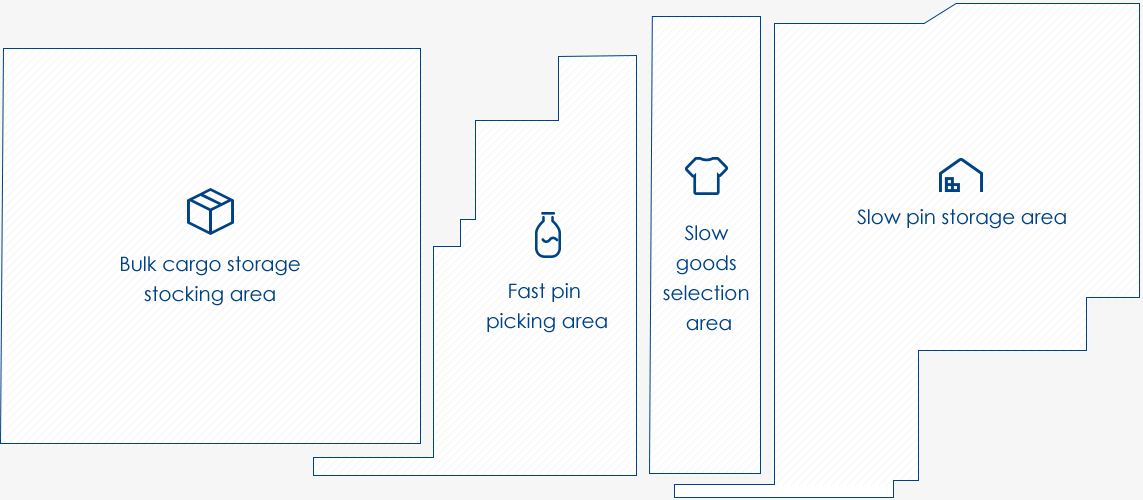 Bulk cargo storage
stocking area
Fast pin
picking area
Slow
goods
selection
area
Slow pin storage area